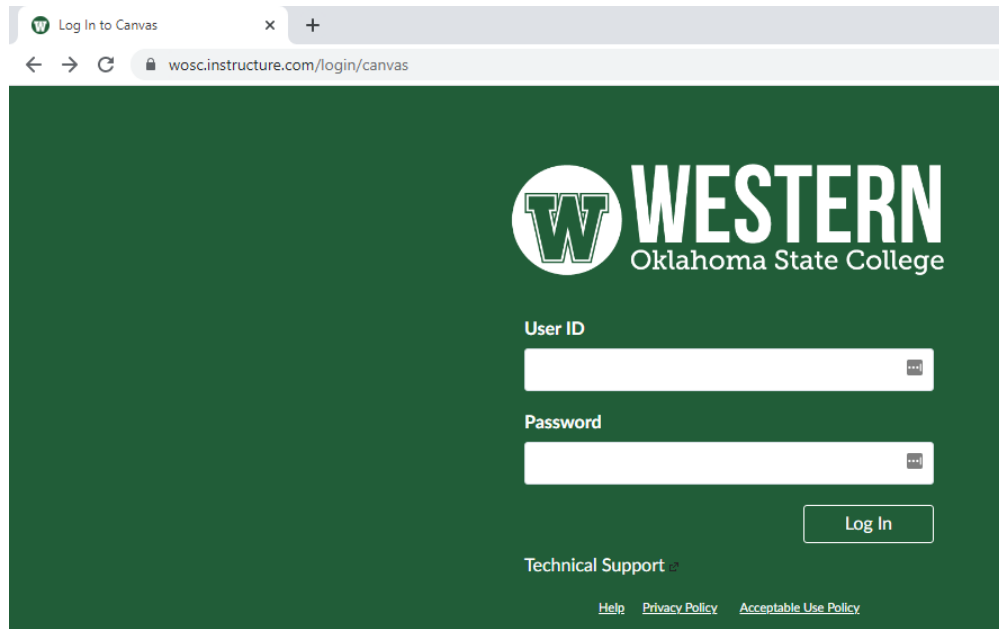 Log In to Canvas
wosc.instructure.com/login/canvas
W WESTERN
Oklahoma State College
User ID
Password
Log In
Technical Support
Help Privacy Policy Acceptable Use Policy